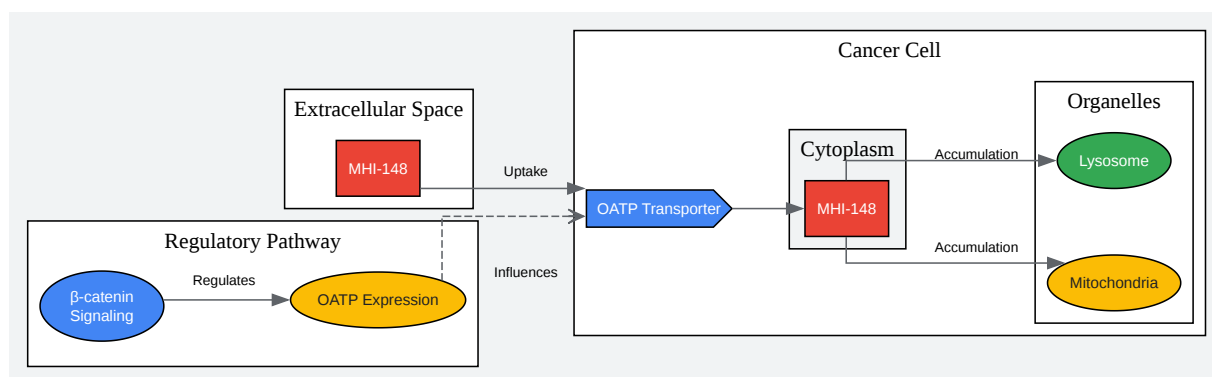 Cancer Cell
Organelles
Extracellular Space
Cytoplasm
MHI-148
Uptake
Accumulation
Lysosome
OATP Transporter
MHI-148
Regulatory Pathway
Accumulation
Influences
Regulates
β-catenin
Signaling
OATP Expression
Mitochondria